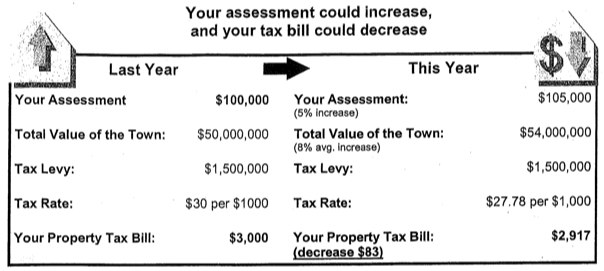 Your assessment could increase,
and your tax bill could decrease
$
Last Year
This Year
Your Assessment $100,000 Your Assessment: $105,000
(5% increase)
Total Value of the Town: $50,000,000 Total Value of the Town: $54,000,000
(8% avg. increase)
Tax Levy: $1,500,000 Tax Levy: $1,500,000
Tax Rate: $30 per $1000 Tax Rate: $27.78 per $1,000
Your Property Tax Bill: $3,000 Your Property Tax Bill: $2,917
(decrease $83)